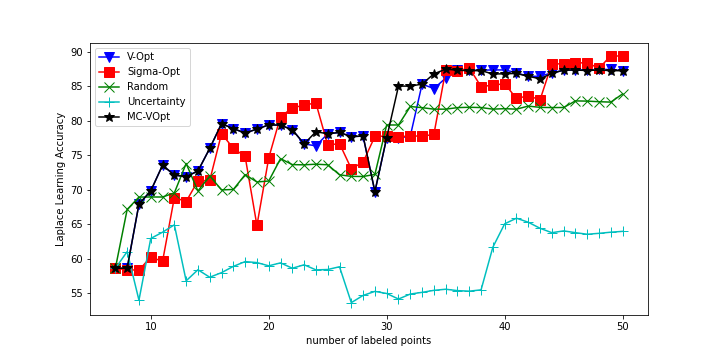 V-Opt
Sigma-Opt
Random
Uncertainty
MC-VOpt
90
85
80
75
70
65
60
55
Laplace Learning Accuracy
10
20
30
40
50
number of labeled points